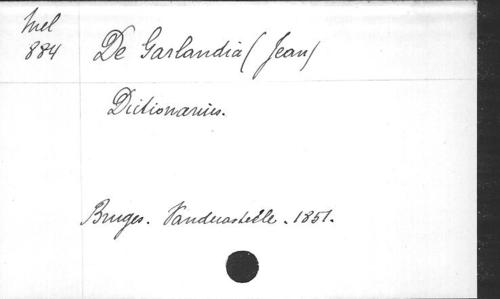 Mel
884
De Garlandia (Jean)
Dictionarius.
Bruges. Vandecasteele. 1851.